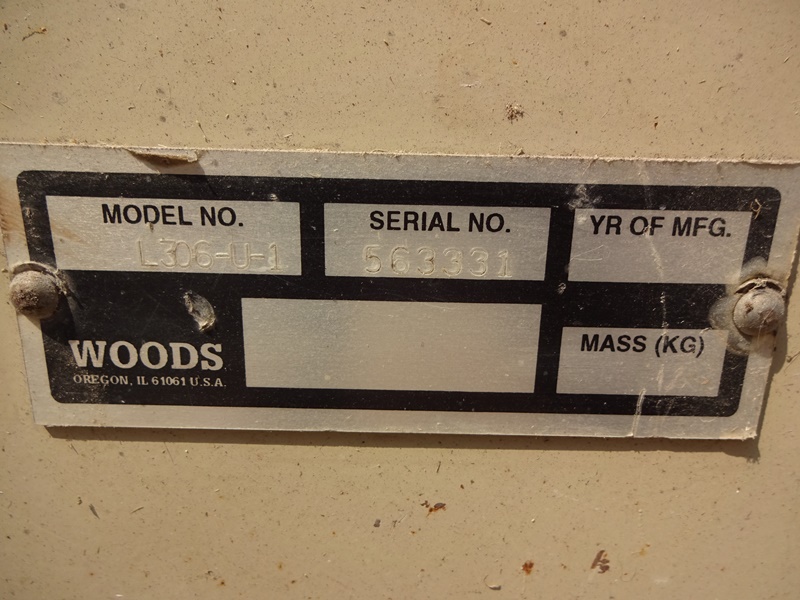 MODEL NO.
L306-U-1
SERIAL NO.
563331
YR OF MFG.
WOODS
OREGON, IL 61061 U.S.A.
MASS (KG)